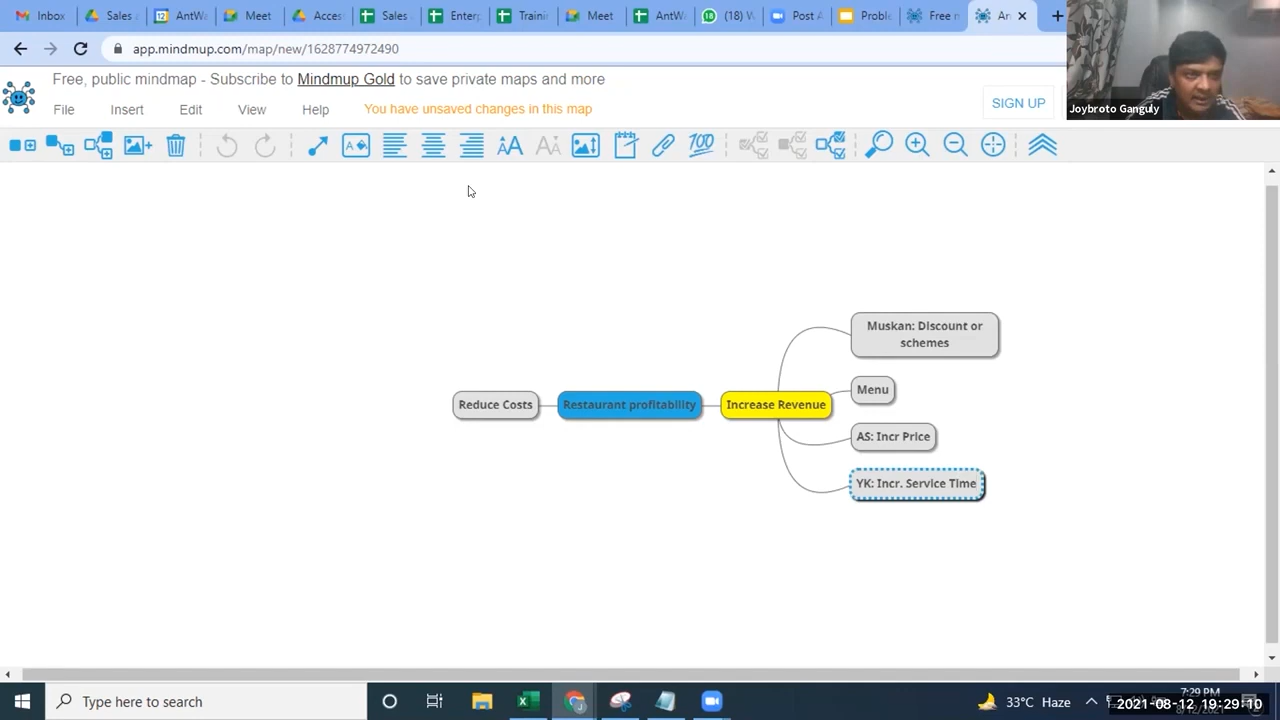 Inbox
Sales
AntWa
Meet
Acces
Sales
Enterp
Trainin
Meet
AntWa
(18) W
Post A
Proble
Free n
An
app.mindmup.com/map/new/1628774972490
Joybroto Ganguly
Free, public mindmap - Subscribe to Mindmup Gold to save private maps and more
File Insert Edit View Help You have unsaved changes in this map
SIGN UP
Muskan: Discount or
schemes
Menu
Reduce Costs
Restaurant profitability
Increase Revenue
AS: Incr Price
YK: Incr. Service Time
Type here to search
33°C Haze
7:29 PM
2021-08-12 19:29:10